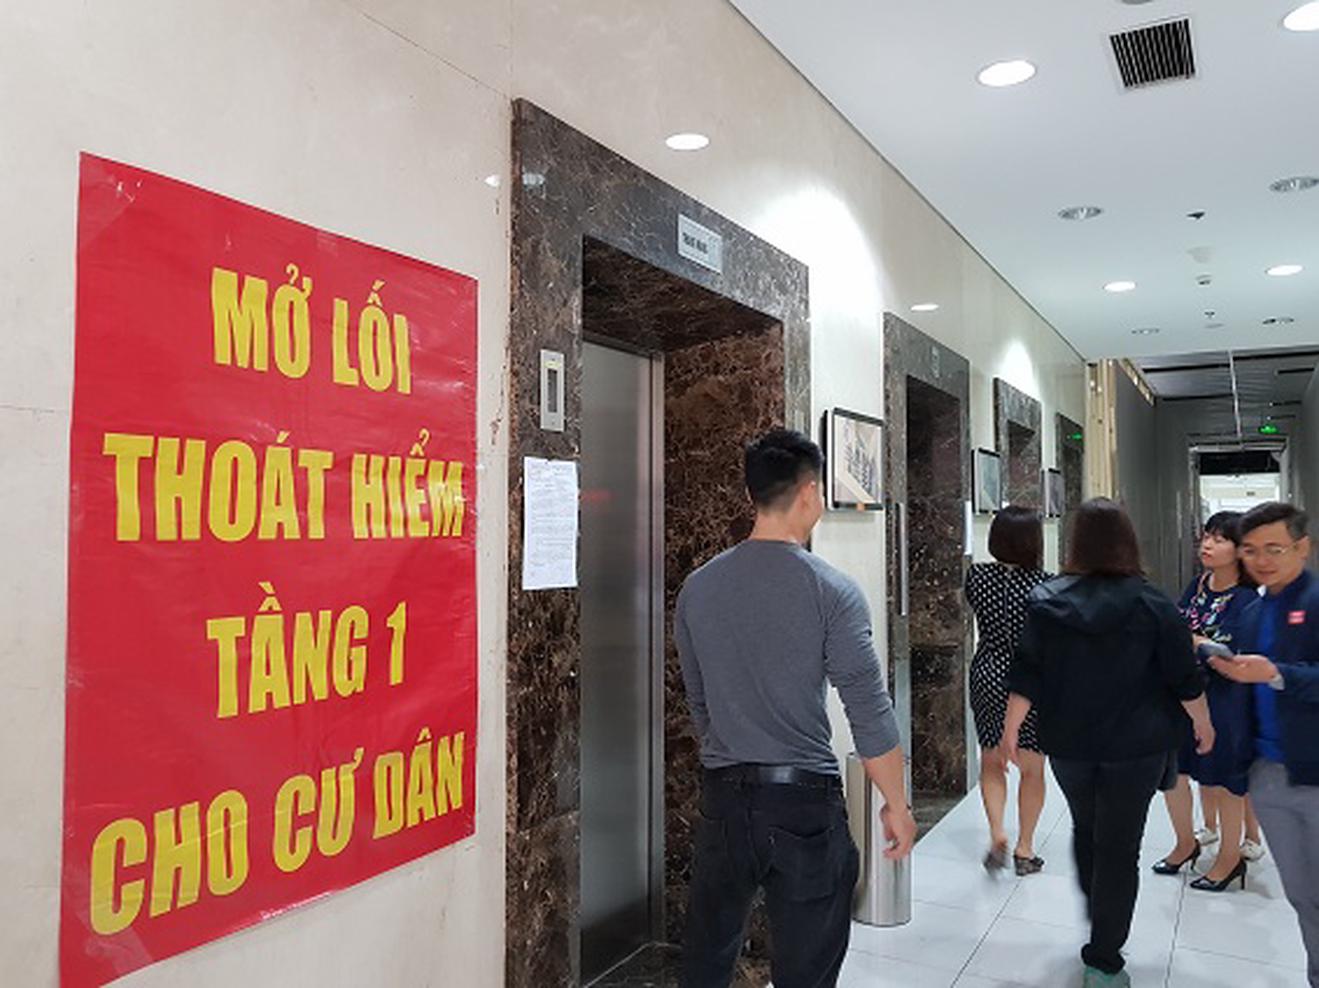 MỞ LỐI
THOÁT HIỂM
TẦNG 1
CHO CƯ DÂN